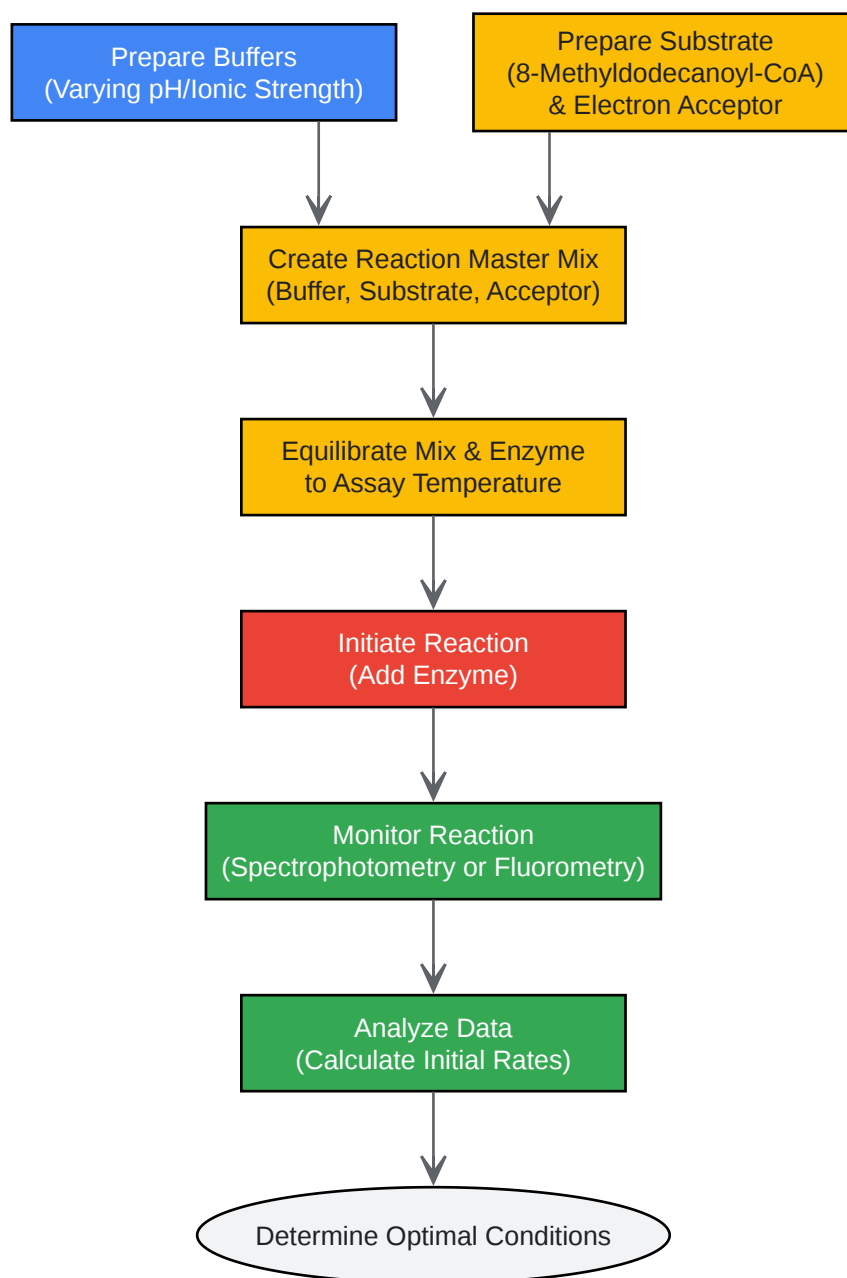 Prepare Buffers
(Varying pH/Ionic Strength)
Prepare Substrate
(8-Methyldodecanoyl-CoA)
& Electron Acceptor
Create Reaction Master Mix
(Buffer, Substrate, Acceptor)
Equilibrate Mix & Enzyme
to Assay Temperature
Initiate Reaction
(Add Enzyme)
Monitor Reaction
(Spectrophotometry or Fluorometry)
Analyze Data
(Calculate Initial Rates)
Determine Optimal Conditions